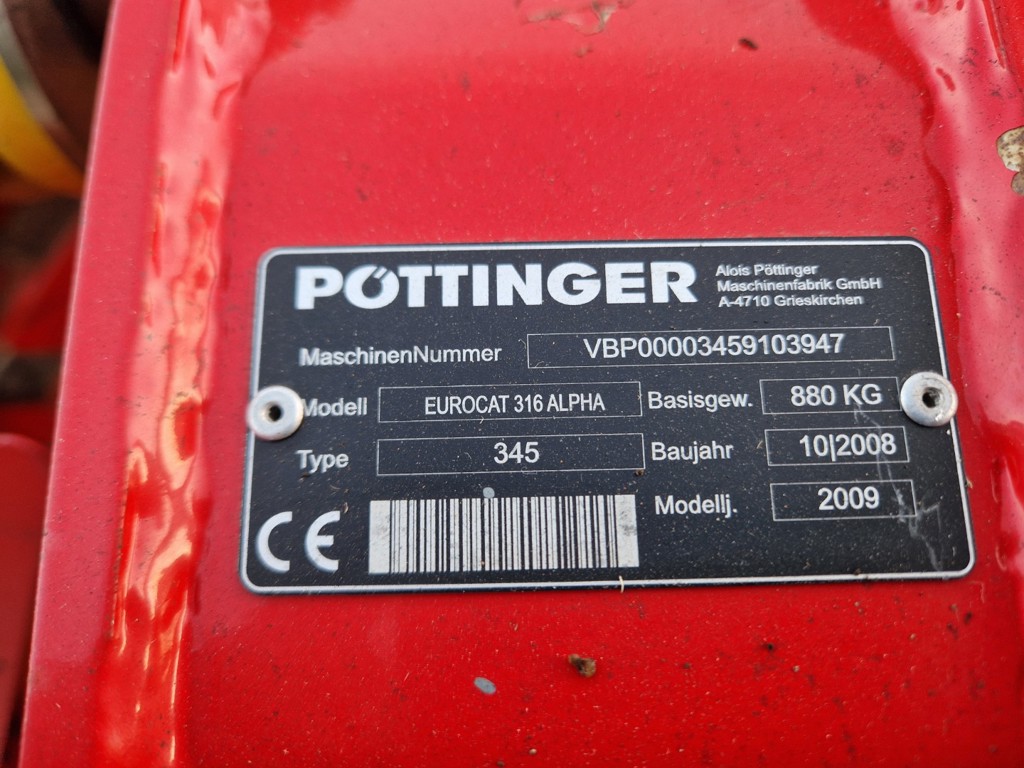 PÖTTINGER
Alois Pöttinger
Maschinenfabrik GmbH
A-4710 Grieskirchen
MaschinenNummer VBP00003459103947
Modell EUROCAT 316 ALPHA Basisgew. 880 KG
Type 345 Baujahr 10|2008
Modellj. 2009
CE